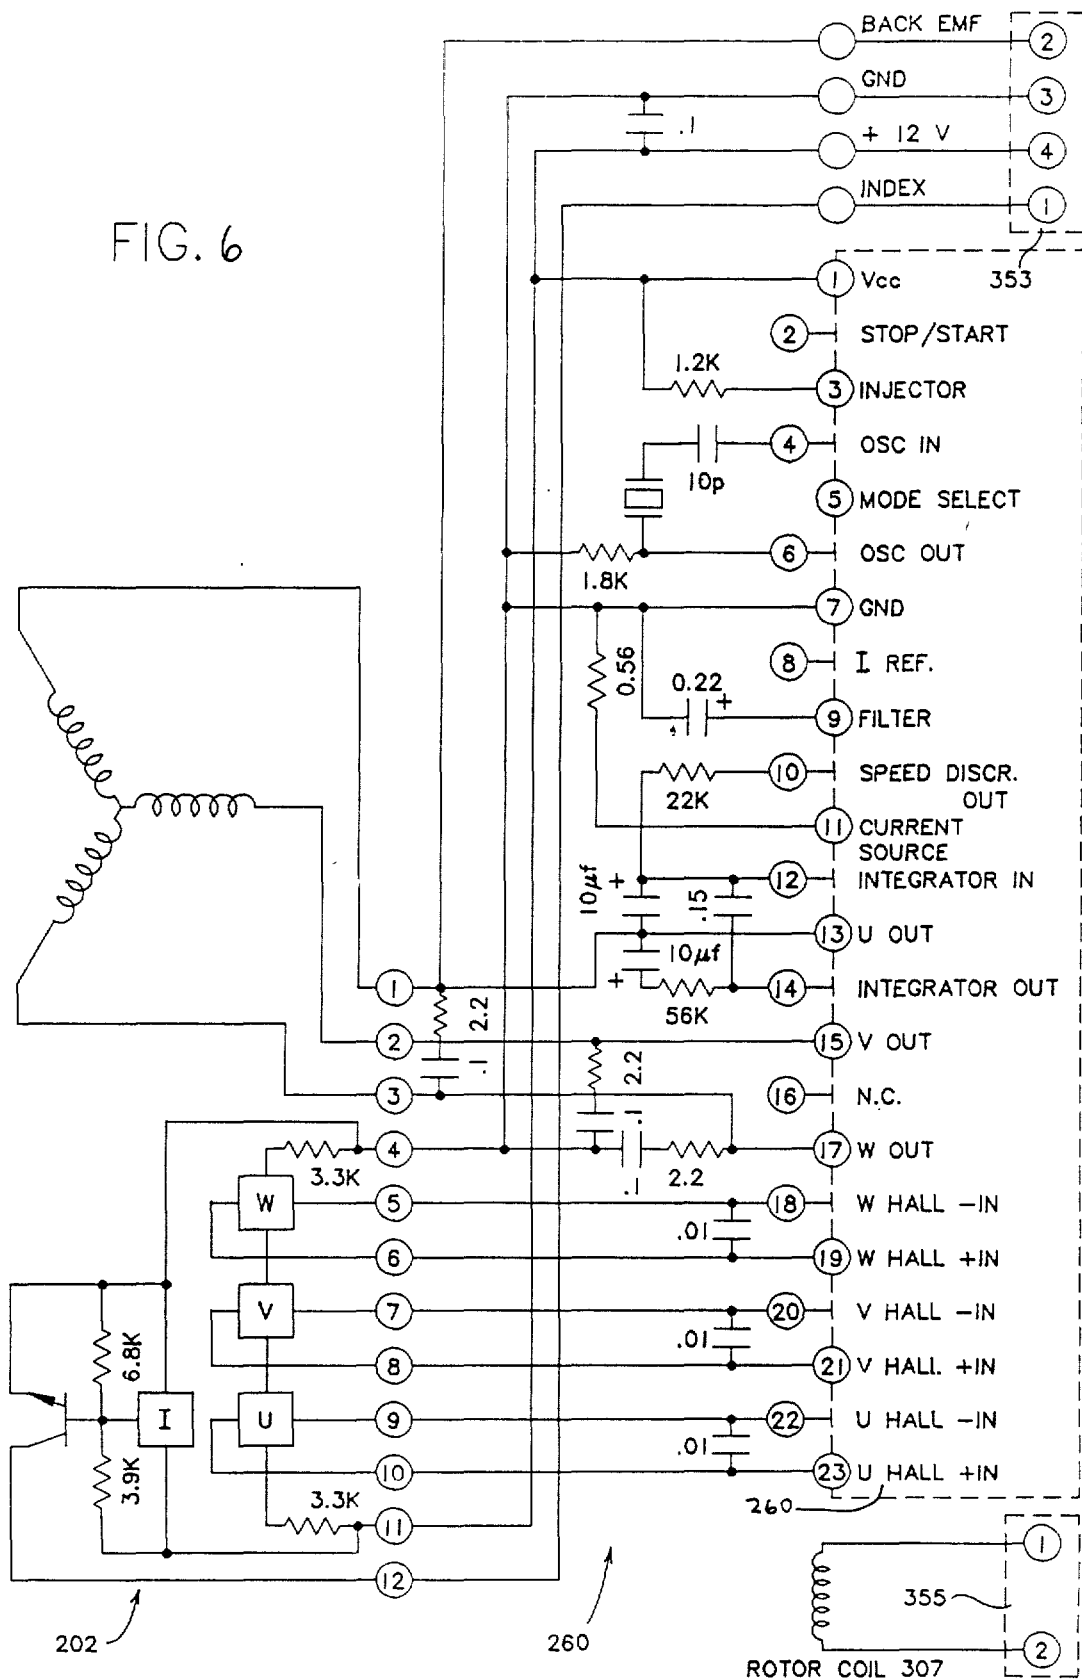 BACK EMF
2
GND
3
.1
+ 12 V
4
INDEX
1
FIG. 6
353
1 Vcc
2 STOP/START
1.2K
3 INJECTOR
4 OSC IN
10p
5 MODE SELECT
6 OSC OUT
1.8K
7 GND
0.56
8 I REF.
0.22
+
9 FILTER
10 SPEED DISCR.
OUT
22K
11 CURRENT
SOURCE
12 INTEGRATOR IN
10µf +
.15
13 U OUT
10µf
+
14 INTEGRATOR OUT
56K
1
2.2
2
15 V OUT
.1
2.2
3
16 N.C.
.1
4
17 W OUT
3.3K
.1
2.2
W
5
18 W HALL -IN
.01
6
19 W HALL +IN
V
7
20 V HALL -IN
.01
8
21 V HALL +IN
6.8K
I
U
9
22 U HALL -IN
.01
3.9K
10
23 U HALL +IN
3.3K
11
260
12
1
355
202
260
2
ROTOR COIL 307